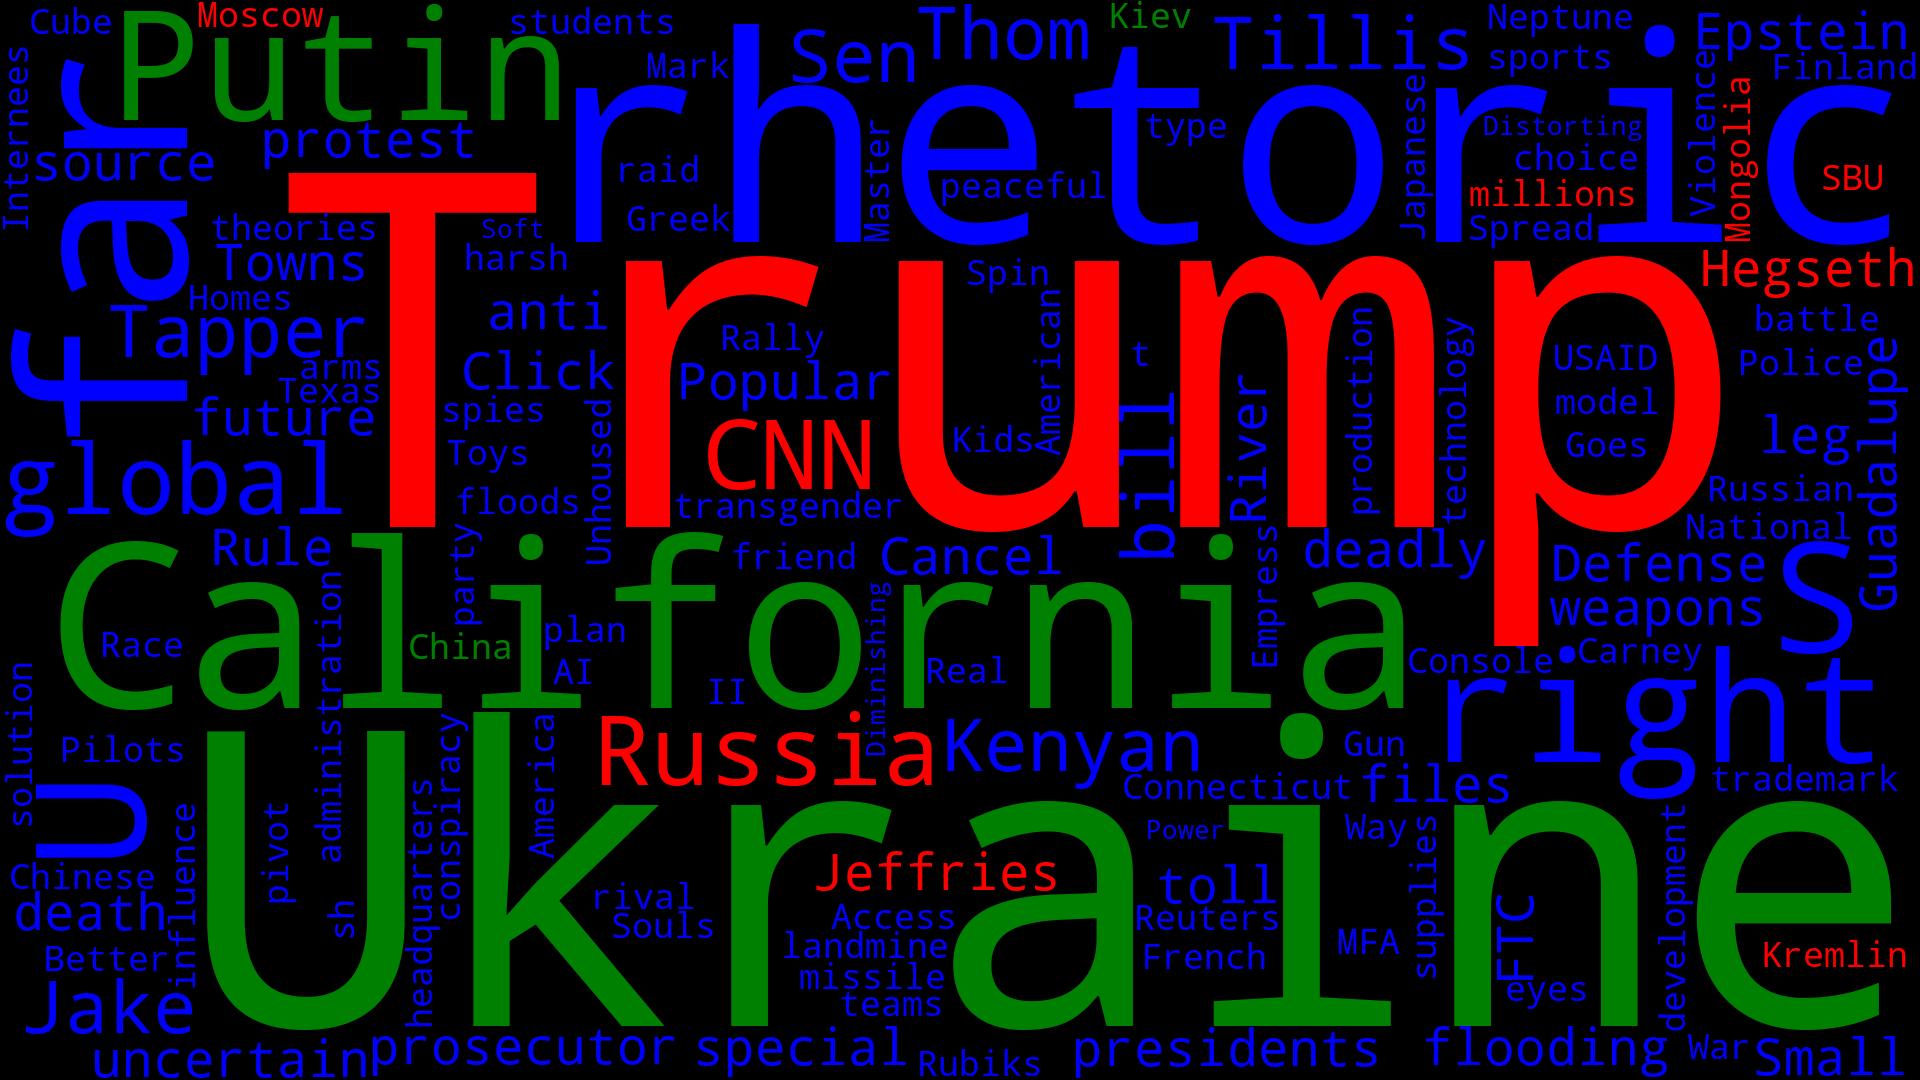 Cube
Moscow
Putin
students
Mark
Sen
Thom
Kiev
Tillis
Neptune
sports
Epstein
Finland
Internees
far
source
protest
rhetoric
raid
Greek
Master
peaceful
type
Japanese
Distorting
choice
millions
Spread
Violence
Mongolia
SBU
theories
Towns
Homes
Tapper
arms
Texas
future
global
Trump
Soft
harsh
anti
Click
spies
Toys
floods
Unhoused
Rally
Popular
CNN
transgender
Spin
Kids
American
t
bill
River
production
technology
USAID
model
Goes
Hegseth
battle
Police
leg
Guadalupe
Russian
National
Rule
party
friend
Cancel
Empress
deadly
Defense
weapons
S
California
Race
administration
China
plan
AI
II
Diminishing
Real
Console
Carney
right
solution
Pilots
U
conspiracy
America
Russia
Kenyan
Gun
Connecticut
files
trademark
Ukraine
Chinese
death
influence
pivot
sh
headquarters
rival
Souls
Jeffries
Access
landmine
missile
teams
Power
toll
Reuters
French
Way
MFA
supplies
FTC
eyes
development
Kremlin
Better
Jake
uncertain
prosecutor
special
Rubiks
presidents
flooding
War
Small